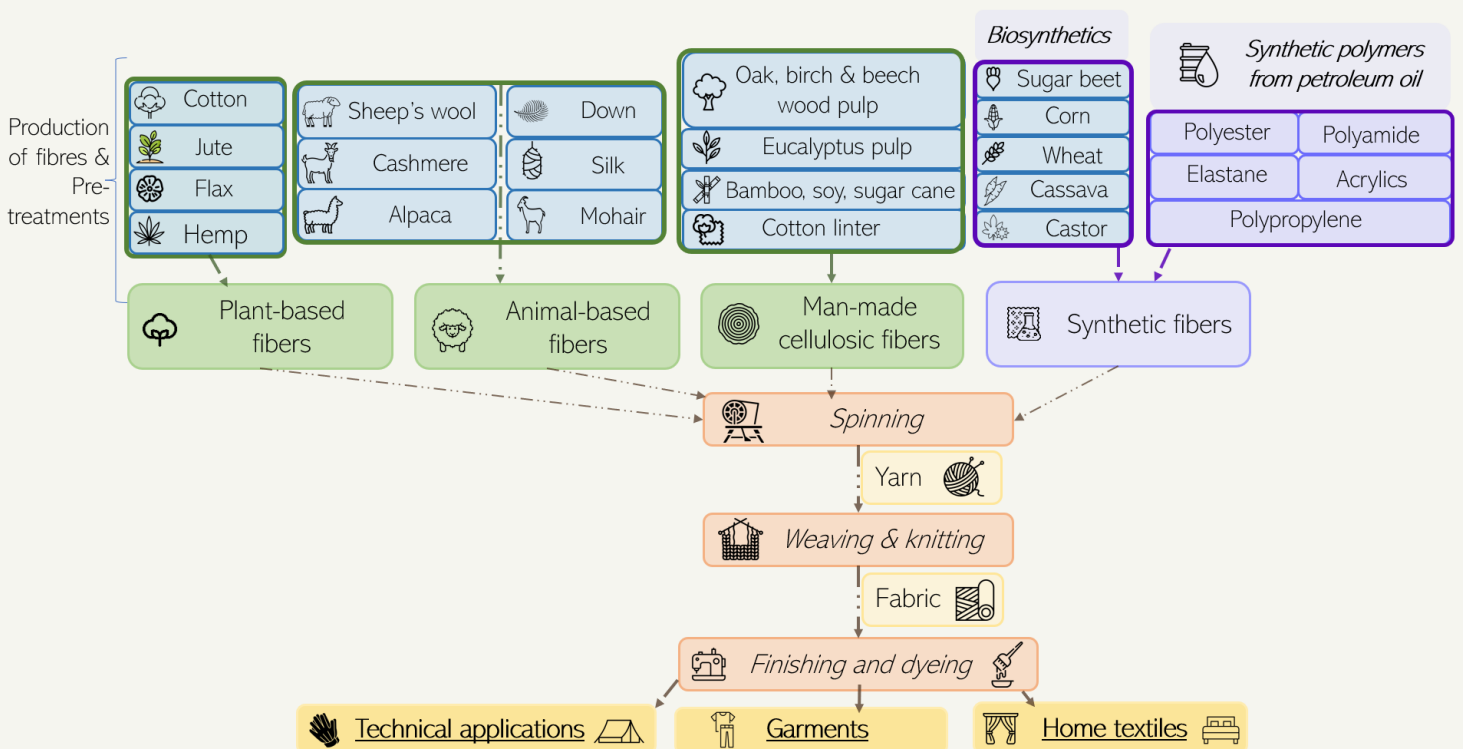 Production
of fibres &
Pre-
treatments
Cotton
Jute
Flax
Hemp
Sheep's wool
Cashmere
Alpaca
Down
Silk
Mohair
Oak, birch & beech
wood pulp
Eucalyptus pulp
Bamboo, soy, sugar cane
Cotton linter
Biosynthetics
Sugar beet
Corn
Wheat
Cassava
Castor
Synthetic polymers
from petroleum oil
Polyester
Polyamide
Elastane
Acrylics
Polypropylene
Plant-based
fibers
Animal-based
fibers
Man-made
cellulosic fibers
Synthetic fibers
Spinning
Yarn
Weaving & knitting
Fabric
Finishing and dyeing
Technical applications
Garments
Home textiles